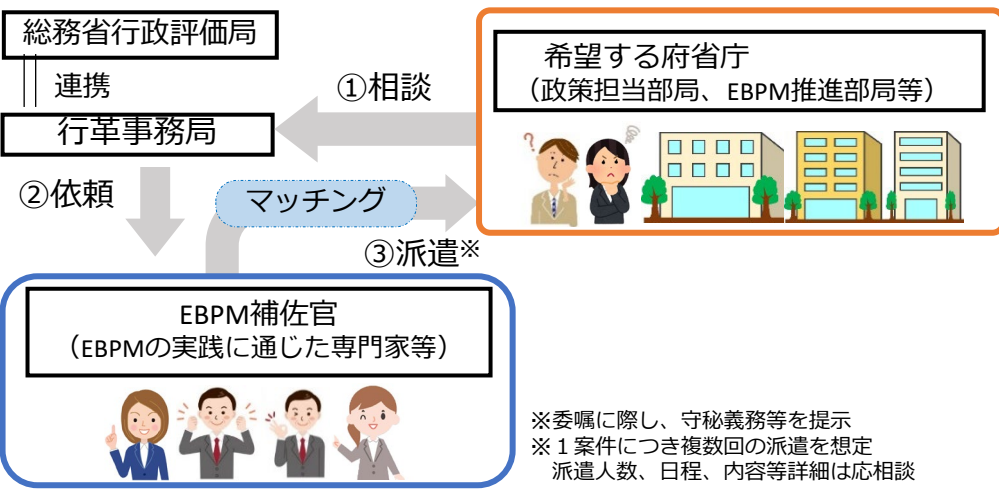 総務省行政評価局
連携
行革事務局
①相談
希望する府省庁
（政策担当部局、EBPM推進部局等）
②依頼
マッチング
③派遣※
EBPM補佐官
（EBPMの実践に通じた専門家等）
※委嘱に際し、守秘義務等を提示
※１案件につき複数回の派遣を想定
派遣人数、日程、内容等詳細は応相談